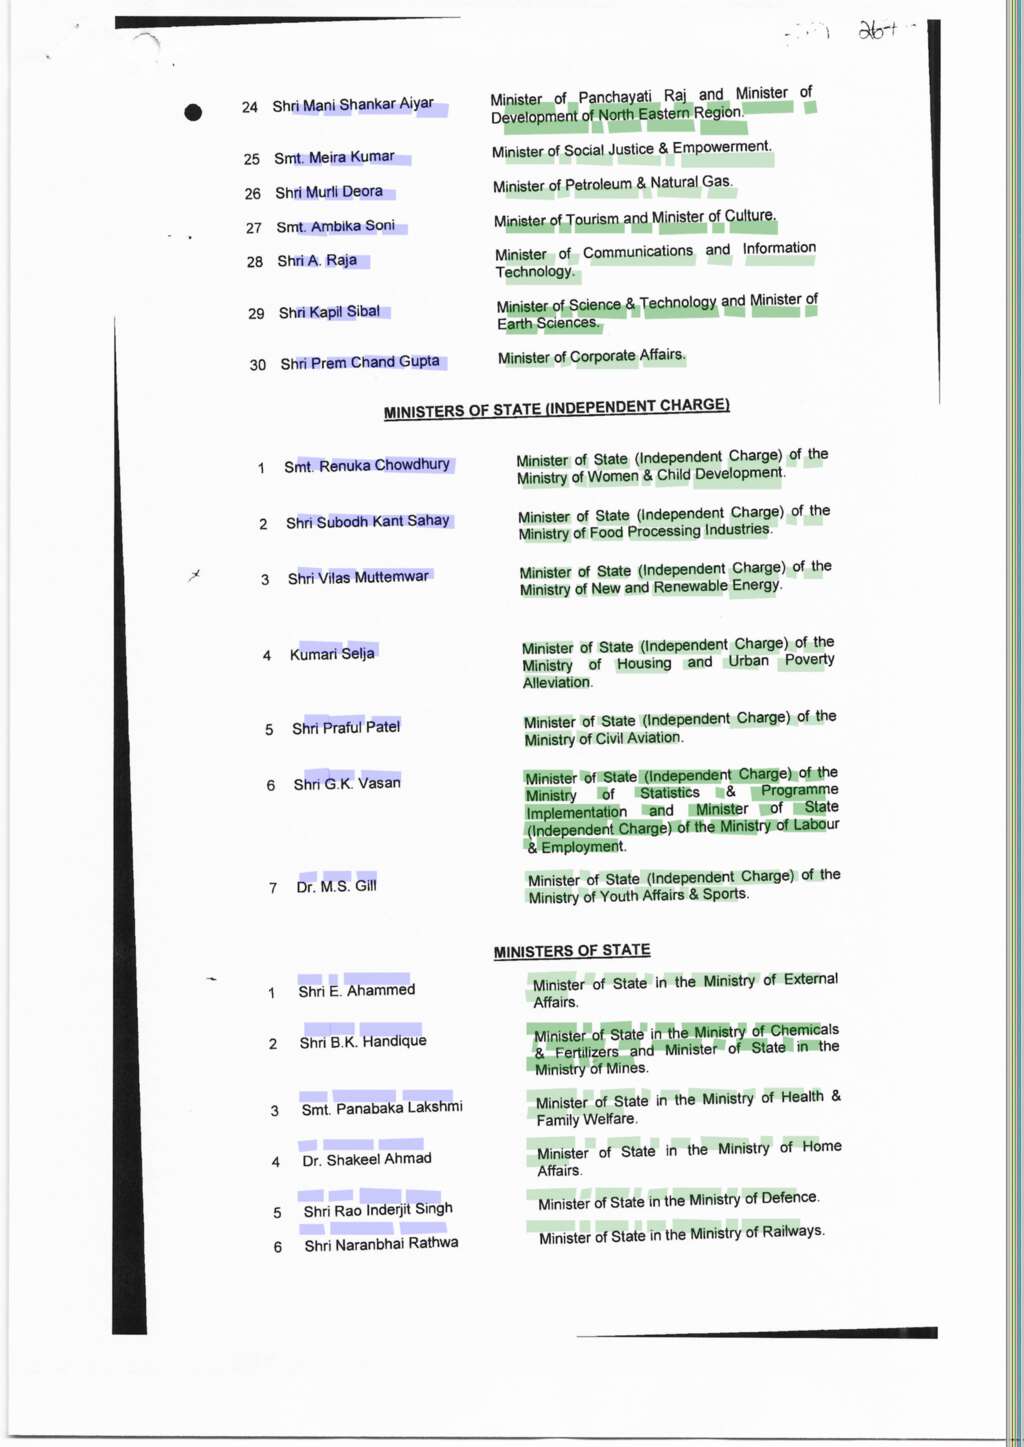 24 Shri Mani Shankar Aiyar Minister of Panchayati Raj and Minister of
Development of North Eastern Region.
25 Smt. Meira Kumar Minister of Social Justice & Empowerment.
26 Shri Murli Deora Minister of Petroleum & Natural Gas.
27 Smt. Ambika Soni Minister of Tourism and Minister of Culture.
28 Shri A. Raja Minister of Communications and Information
Technology.
29 Shri Kapil Sibal Minister of Science & Technology and Minister of
Earth Sciences.
30 Shri Prem Chand Gupta Minister of Corporate Affairs.
MINISTERS OF STATE (INDEPENDENT CHARGE)
1 Smt. Renuka Chowdhury Minister of State (Independent Charge) of the
Ministry of Women & Child Development.
2 Shri Subodh Kant Sahay Minister of State (Independent Charge) of the
Ministry of Food Processing Industries.
3 Shri Vilas Muttemwar Minister of State (Independent Charge) of the
Ministry of New and Renewable Energy.
4 Kumari Selja Minister of State (Independent Charge) of the
Ministry of Housing and Urban Poverty
Alleviation.
5 Shri Praful Patel Minister of State (Independent Charge) of the
Ministry of Civil Aviation.
6 Shri G.K. Vasan Minister of State (Independent Charge) of the
Ministry of Statistics & Programme
Implementation and Minister of State
(Independent Charge) of the Ministry of Labour
& Employment.
7 Dr. M.S. Gill Minister of State (Independent Charge) of the
Ministry of Youth Affairs & Sports.
MINISTERS OF STATE
1 Shri E. Ahammed Minister of State in the Ministry of External
Affairs.
2 Shri B.K. Handique Minister of State in the Ministry of Chemicals
& Fertilizers and Minister of State in the
Ministry of Mines.
3 Smt. Panabaka Lakshmi Minister of State in the Ministry of Health &
Family Welfare.
4 Dr. Shakeel Ahmad Minister of State in the Ministry of Home
Affairs.
5 Shri Rao Inderjit Singh Minister of State in the Ministry of Defence.
6 Shri Naranbhai Rathwa Minister of State in the Ministry of Railways.